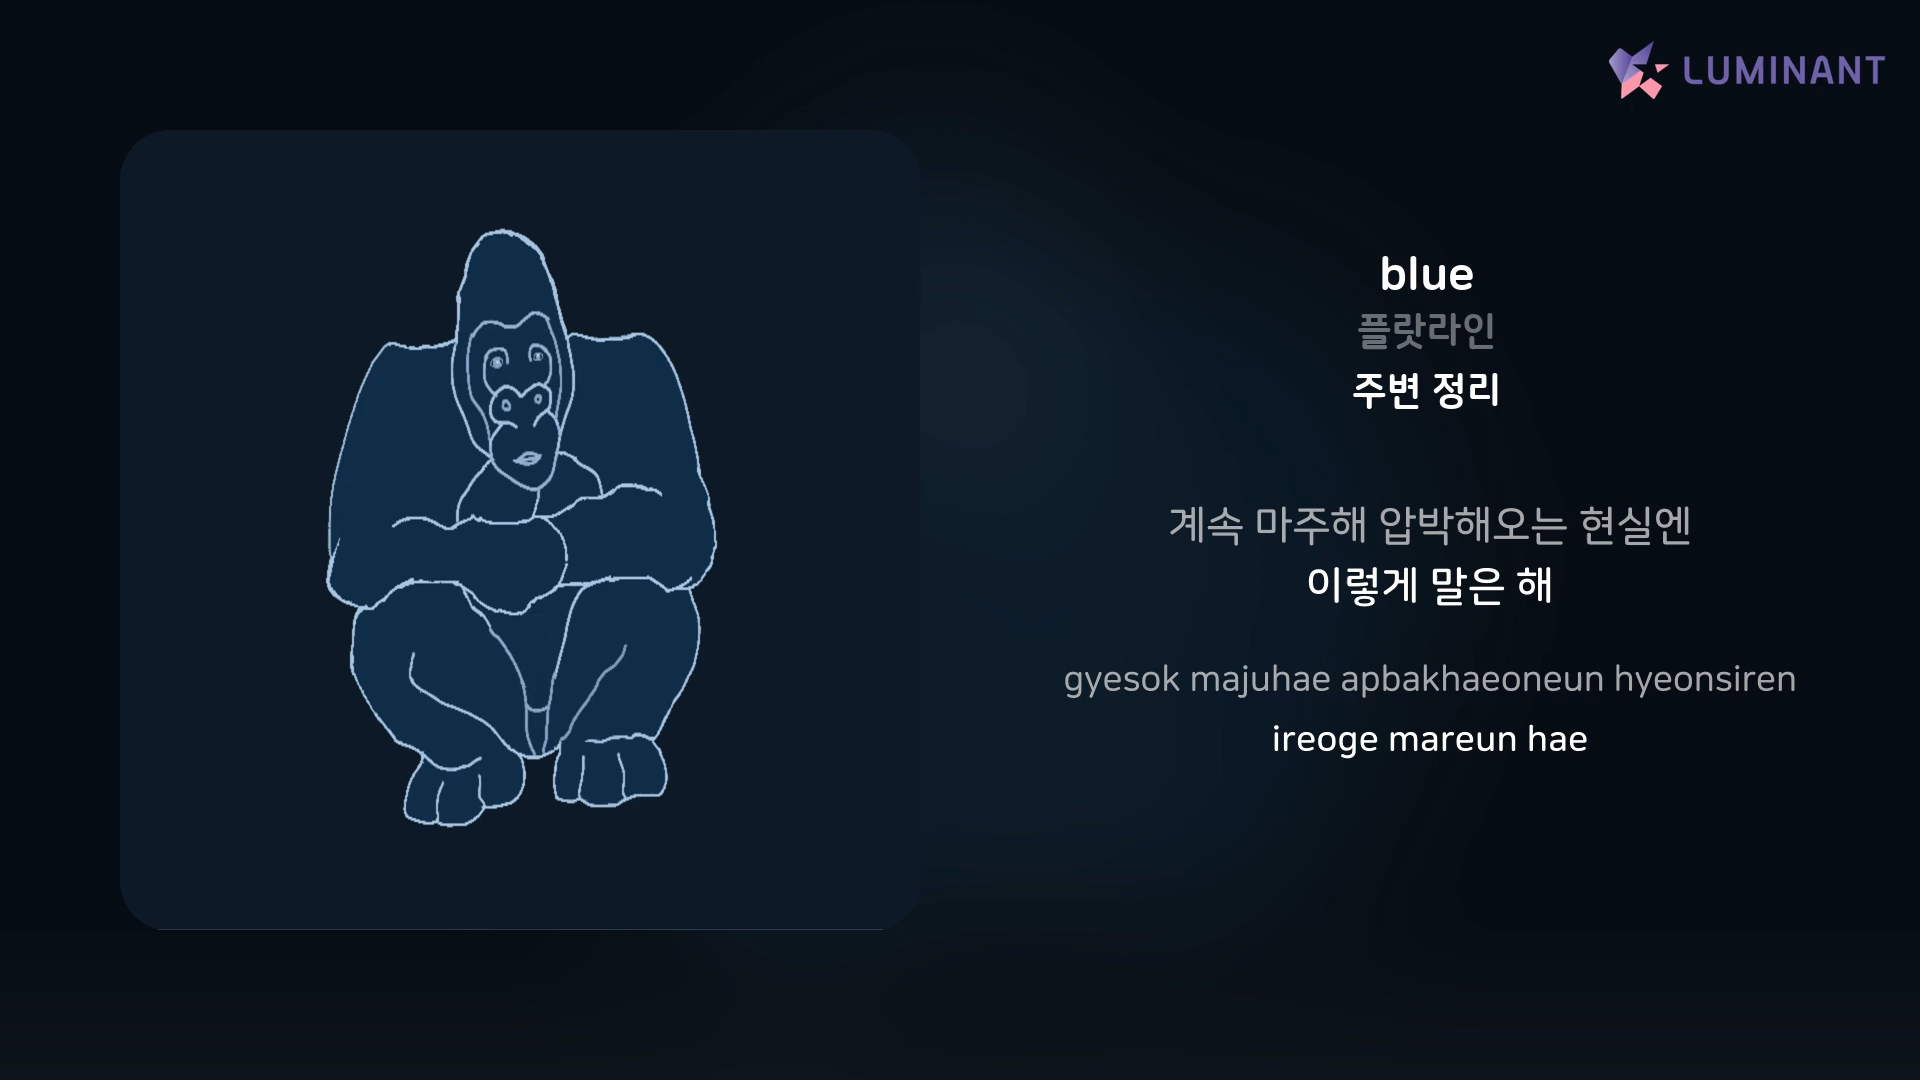 LUMINANT
blue
플랏라인
주변 정리
계속 마주해 압박해오는 현실엔
이렇게 말은 해
gyesok majuhae apbakhaeoneun hyeonsiren
ireoge mareun hae